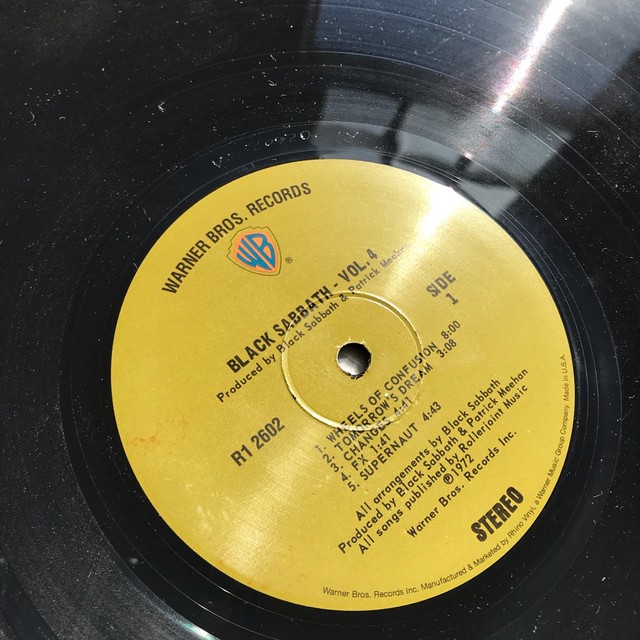 WARNER BROS. RECORDS
WB
®
BLACK SABBATH - VOL. 4
Produced by Black Sabbath & Patrick Meehan
SIDE
1
R1 2602
1. WHEELS OF CONFUSION 8:00
2. TOMORROW'S DREAM 3:08
3. CHANGES
4. FX 1:41
5. SUPERNAUT 4:43
All arrangements by Black Sabbath
Produced by Black Sabbath & Patrick Meehan
All songs published by Rollerjoint Music
℗1972
Warner Bros. Records Inc.
STEREO
Warner Bros. Records Inc. Manufactured & Marketed by Rhino Vinyl, a Warner Music Group Company. Made in U.S.A.